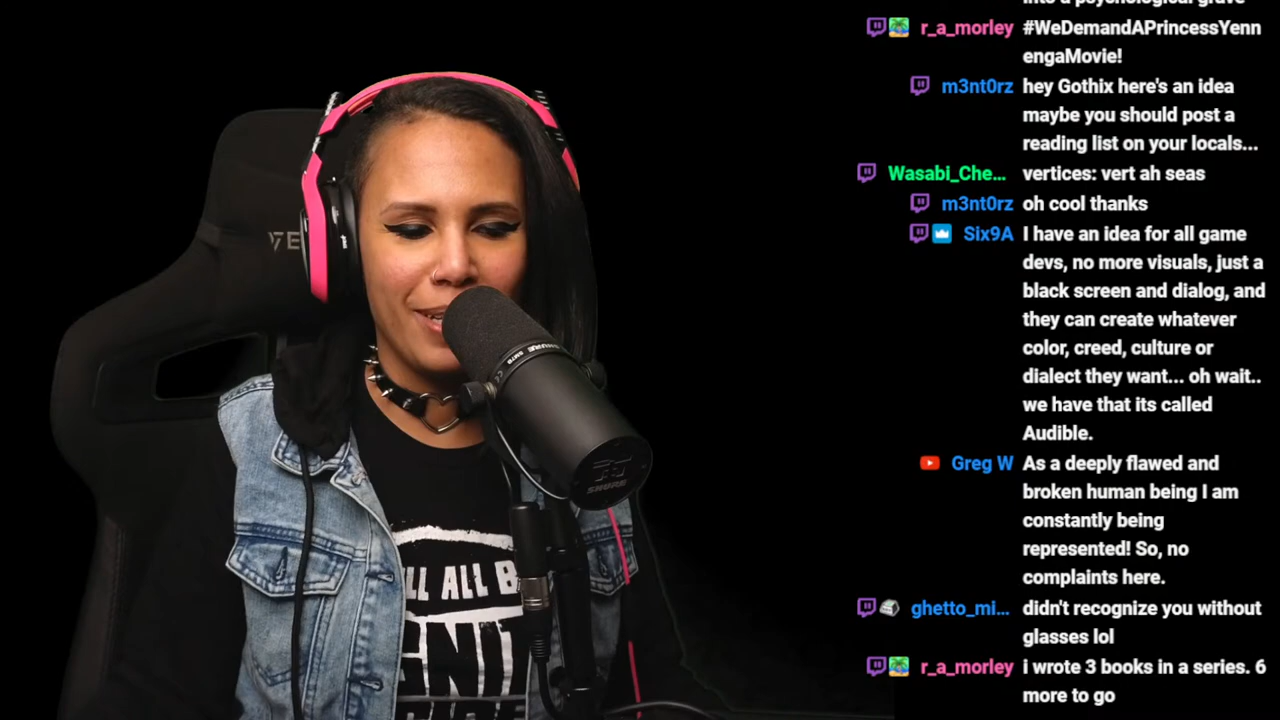 r_a_morley #WeDemandAPrincessYenn
engaMovie!
m3nt0rz hey Gothix here's an idea
maybe you should post a
reading list on your locals...
Wasabi_Che... vertices: vert ah seas
m3nt0rz oh cool thanks
Six9A I have an idea for all game
devs, no more visuals, just a
black screen and dialog, and
they can create whatever
color, creed, culture or
dialect they want... oh wait..
we have that its called
Audible.
Greg W As a deeply flawed and
broken human being I am
constantly being
represented! So, no
complaints here.
ghetto_mi... didn't recognize you without
glasses lol
r_a_morley i wrote 3 books in a series. 6
more to go
SHURE
ALL